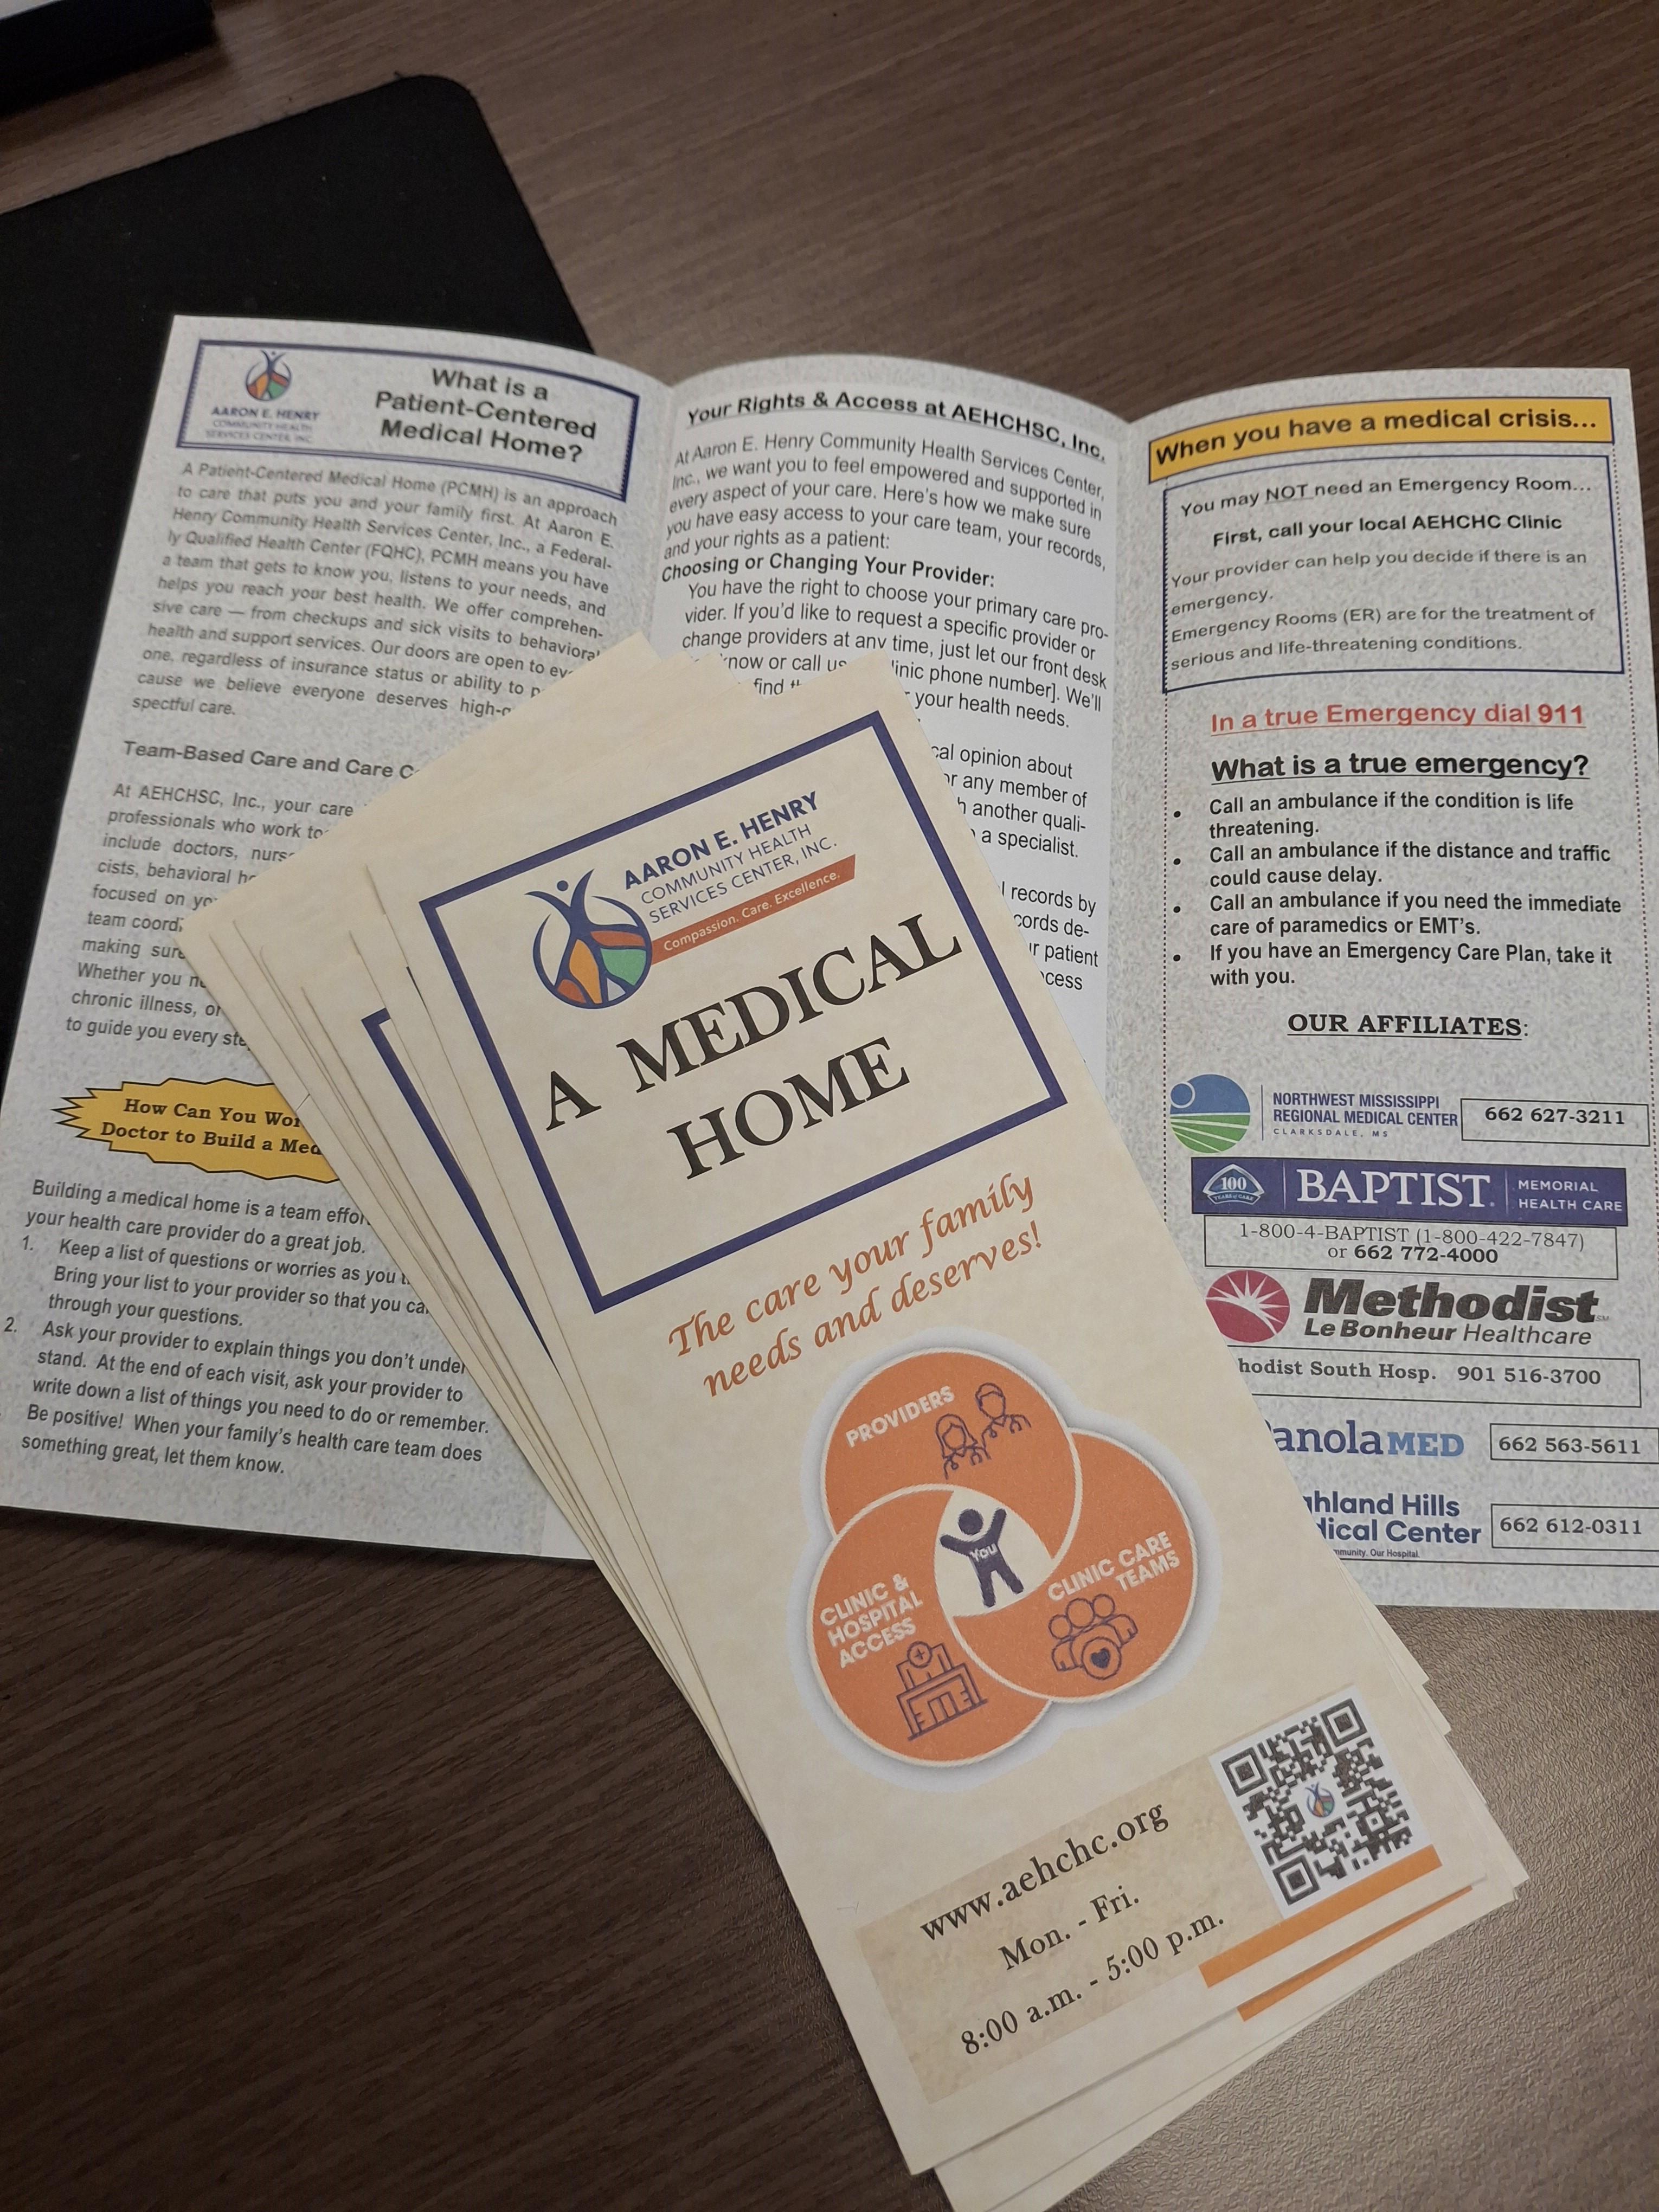 AARON E. HENRY
COMMUNITY HEALTH
SERVICES CENTER, INC.
What is a
Patient-Centered
Medical Home?
A Patient-Centered Medical Home (PCMH) is an approach
to care that puts you and your family first. At Aaron E.
Henry Community Health Services Center, Inc., a Federal-
ly Qualified Health Center (FQHC), PCMH means you have
a team that gets to know you, listens to your needs, and
helps you reach your best health. We offer comprehen-
sive care — from checkups and sick visits to behavioral
health and support services. Our doors are open to
one, regardless of insurance status or ability to
cause we believe everyone deserves
spectful care.
Team-Based Care and Care
At AEHCHSC, Inc., your care
professionals who work
include doctors,
cists, behavioral
focused on
team
making sure
Whether you
chronic illness, or
to guide you every
How Can You
Doctor to Build a
Building a medical home is a team
your health care provider do a great job.
1. Keep a list of questions or worries as you
Bring your list to your provider so that you
through your questions.
2. Ask your provider to explain things you don't under
stand. At the end of each visit, ask your provider to
write down a list of things you need to do or remember.
Be positive! When your family's health care team does
something great, let them know.
Your Rights & Access at AEHCHSC, Inc.
At Aaron E. Henry Community Health Services Center,
Inc., we want you to feel empowered and supported in
every aspect of your care. Here's how we make sure
you have easy access to your care team, your records,
and your rights as a patient:
Choosing or Changing Your Provider:
You have the right to choose your primary care pro-
vider. If you'd like to request a specific provider or
change providers at any time, just let our front desk
know or call us phone number]. We'll
find your health needs.
opinion about
or any member of
another quali-
a specialist.
records by
de-
patient
When you have a medical crisis...
You may NOT need an Emergency Room...
First, call your local AEHCHC Clinic
Your provider can help you decide if there is an
emergency.
Emergency Rooms (ER) are for the treatment of
serious and life-threatening conditions.
In a true Emergency dial 911
What is a true emergency?
• Call an ambulance if the condition is life
threatening.
• Call an ambulance if the distance and traffic
could cause delay.
• Call an ambulance if you need the immediate
care of paramedics or EMT's.
• If you have an Emergency Care Plan, take it
with you.
OUR AFFILIATES:
NORTHWEST MISSISSIPPI
REGIONAL MEDICAL CENTER
CLARKSDALE, MS
662 627-3211
100
YEARS of CARE
BAPTIST
MEMORIAL
HEALTH CARE
1-800-4-BAPTIST (1-800-422-7847)
or 662 772-4000
Methodist
Le Bonheur Healthcare
South Hosp. 901 516-3700
MED
662 563-5611
Hills
Center
Our Hospital.
662 612-0311
AARON E. HENRY
COMMUNITY HEALTH
SERVICES CENTER, INC.
Compassion. Care. Excellence.
A MEDICAL
HOME
The care your family
needs and deserves!
PROVIDERS
YOU
CLINIC &
HOSPITAL
ACCESS
CLINIC CARE
TEAMS
www.aehchc.org
Mon. - Fri.
8:00 a.m. - 5:00 p.m.